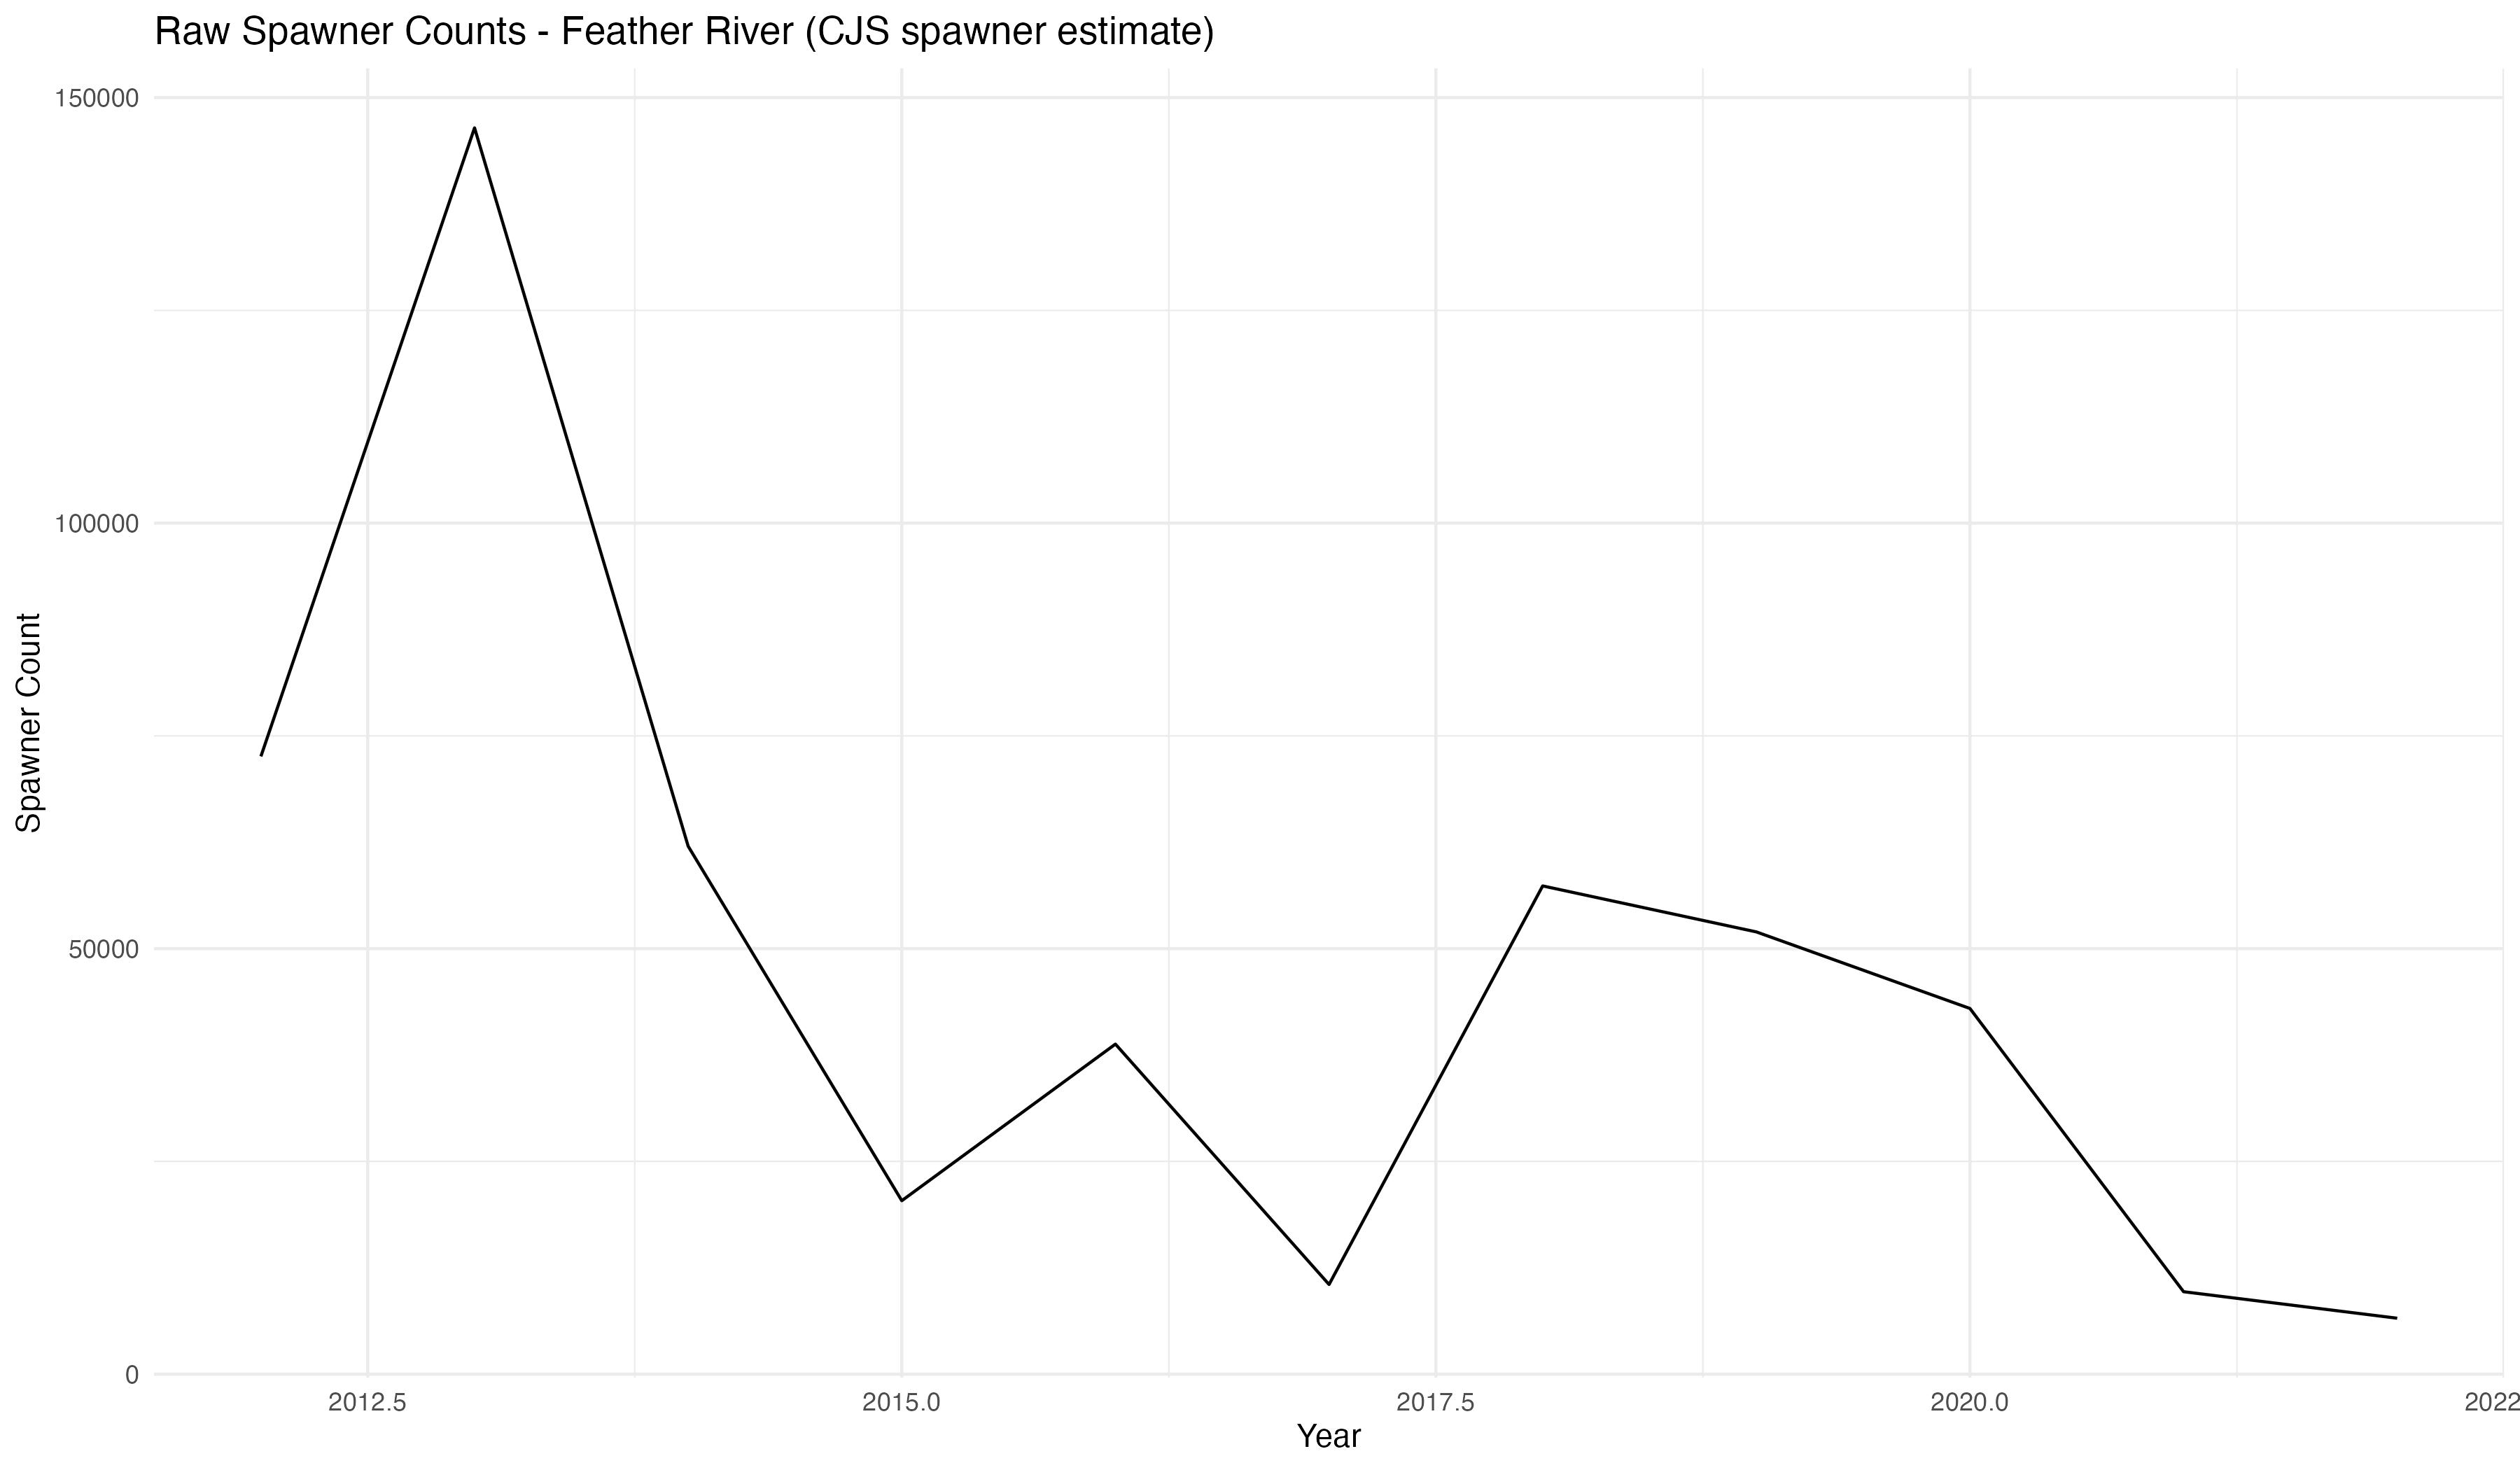 Raw Spawner Counts - Feather River (CJS spawner estimate)
150000
100000
50000
0
Spawner Count
2012.5 2015.0 2017.5 2020.0 2022
Year